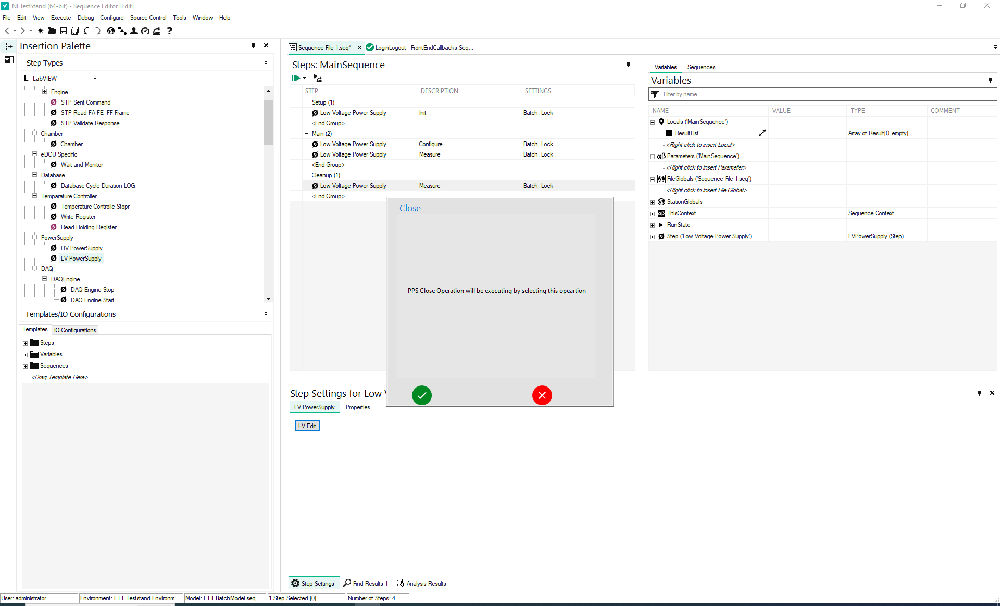 NI TestStand (64-bit) - Sequence Editor [Edit]
File Edit View Execute Debug Configure Source Control Tools Window Help
Insertion Palette
Step Types
L LabVIEW
Engine
STP Sent Command
STP Read FA FE FF Frame
STP Validate Response
Chamber
Chamber
eDCU Specific
Wait and Monitor
Database
Database Cycle Duration LOG
Temparature Controller
Temperature Controlle Stopr
Write Register
Read Holding Register
PowerSupply
HV PowerSupply
LV PowerSupply
DAQ
DAQEngine
DAQ Engine Stop
DAQ Engine Start
Templates/IO Configurations
Templates IO Configurations
Steps
Variables
Sequences
<Drag Template Here>
Sequence File 1.seq* LoginLogout - FrontEndCallbacks.Seq...
Steps: MainSequence
STEP DESCRIPTION SETTINGS
Setup (1)
Low Voltage Power Supply Init Batch, Lock
<End Group>
Main (2)
Low Voltage Power Supply Configure Batch, Lock
Low Voltage Power Supply Measure Batch, Lock
<End Group>
Cleanup (1)
Low Voltage Power Supply Measure Batch, Lock
<End Group>
Close
PPS Close Operation will be executing by selecting this opeartion
Variables Sequences
Variables
Filter by name
NAME VALUE TYPE COMMENT
Locals ('MainSequence')
ResultList Array of Result[0..empty]
<Right click to insert Local>
αβ Parameters ('MainSequence')
<Right click to insert Parameter>
FileGlobals ('Sequence File 1.seq')
<Right click to insert File Global>
StationGlobals
αβ ThisContext Sequence Context
RunState
Step ('Low Voltage Power Supply') LVPowerSupply (Step)
Step Settings for Low
LV PowerSupply Properties
LV Edit
Step Settings Find Results 1 Analysis Results
User: administrator Environment: LTT Teststand Environm... Model: LTT BatchModel.seq 1 Step Selected [0] Number of Steps: 4